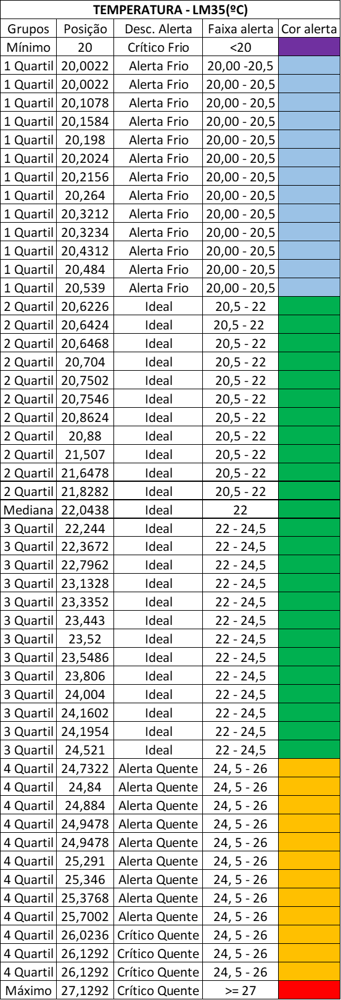 TEMPERATURA - LM35(ºC)
Grupos Posição Desc. Alerta Faixa alerta Cor alerta
Mínimo 20 Crítico Frio <20
1 Quartil 20,0022 Alerta Frio 20,00 -20,5
1 Quartil 20,0022 Alerta Frio 20,00 - 20,5
1 Quartil 20,1078 Alerta Frio 20,00 - 20,5
1 Quartil 20,1584 Alerta Frio 20,00 - 20,5
1 Quartil 20,198 Alerta Frio 20,00 - 20,5
1 Quartil 20,2024 Alerta Frio 20,00 - 20,5
1 Quartil 20,2156 Alerta Frio 20,00 - 20,5
1 Quartil 20,264 Alerta Frio 20,00 - 20,5
1 Quartil 20,3212 Alerta Frio 20,00 - 20,5
1 Quartil 20,3234 Alerta Frio 20,00 - 20,5
1 Quartil 20,4312 Alerta Frio 20,00 - 20,5
1 Quartil 20,484 Alerta Frio 20,00 - 20,5
1 Quartil 20,539 Alerta Frio 20,00 - 20,5
2 Quartil 20,6226 Ideal 20,5 - 22
2 Quartil 20,6424 Ideal 20,5 - 22
2 Quartil 20,6468 Ideal 20,5 - 22
2 Quartil 20,704 Ideal 20,5 - 22
2 Quartil 20,7502 Ideal 20,5 - 22
2 Quartil 20,7546 Ideal 20,5 - 22
2 Quartil 20,8624 Ideal 20,5 - 22
2 Quartil 20,88 Ideal 20,5 - 22
2 Quartil 21,507 Ideal 20,5 - 22
2 Quartil 21,6478 Ideal 20,5 - 22
2 Quartil 21,8282 Ideal 20,5 - 22
Mediana 22,0438 Ideal 22
3 Quartil 22,244 Ideal 22 - 24,5
3 Quartil 22,3672 Ideal 22 - 24,5
3 Quartil 22,7962 Ideal 22 - 24,5
3 Quartil 23,1328 Ideal 22 - 24,5
3 Quartil 23,3352 Ideal 22 - 24,5
3 Quartil 23,443 Ideal 22 - 24,5
3 Quartil 23,52 Ideal 22 - 24,5
3 Quartil 23,5486 Ideal 22 - 24,5
3 Quartil 23,806 Ideal 22 - 24,5
3 Quartil 24,004 Ideal 22 - 24,5
3 Quartil 24,1602 Ideal 22 - 24,5
3 Quartil 24,1954 Ideal 22 - 24,5
3 Quartil 24,521 Ideal 22 - 24,5
4 Quartil 24,7322 Alerta Quente 24, 5 - 26
4 Quartil 24,84 Alerta Quente 24, 5 - 26
4 Quartil 24,884 Alerta Quente 24, 5 - 26
4 Quartil 24,9478 Alerta Quente 24, 5 - 26
4 Quartil 24,9478 Alerta Quente 24, 5 - 26
4 Quartil 25,291 Alerta Quente 24, 5 - 26
4 Quartil 25,346 Alerta Quente 24, 5 - 26
4 Quartil 25,3768 Alerta Quente 24, 5 - 26
4 Quartil 25,7002 Alerta Quente 24, 5 - 26
4 Quartil 26,0236 Crítico Quente 24, 5 - 26
4 Quartil 26,1292 Crítico Quente 24, 5 - 26
4 Quartil 26,1292 Crítico Quente 24, 5 - 26
Máximo 27,1292 Crítico Quente >= 27